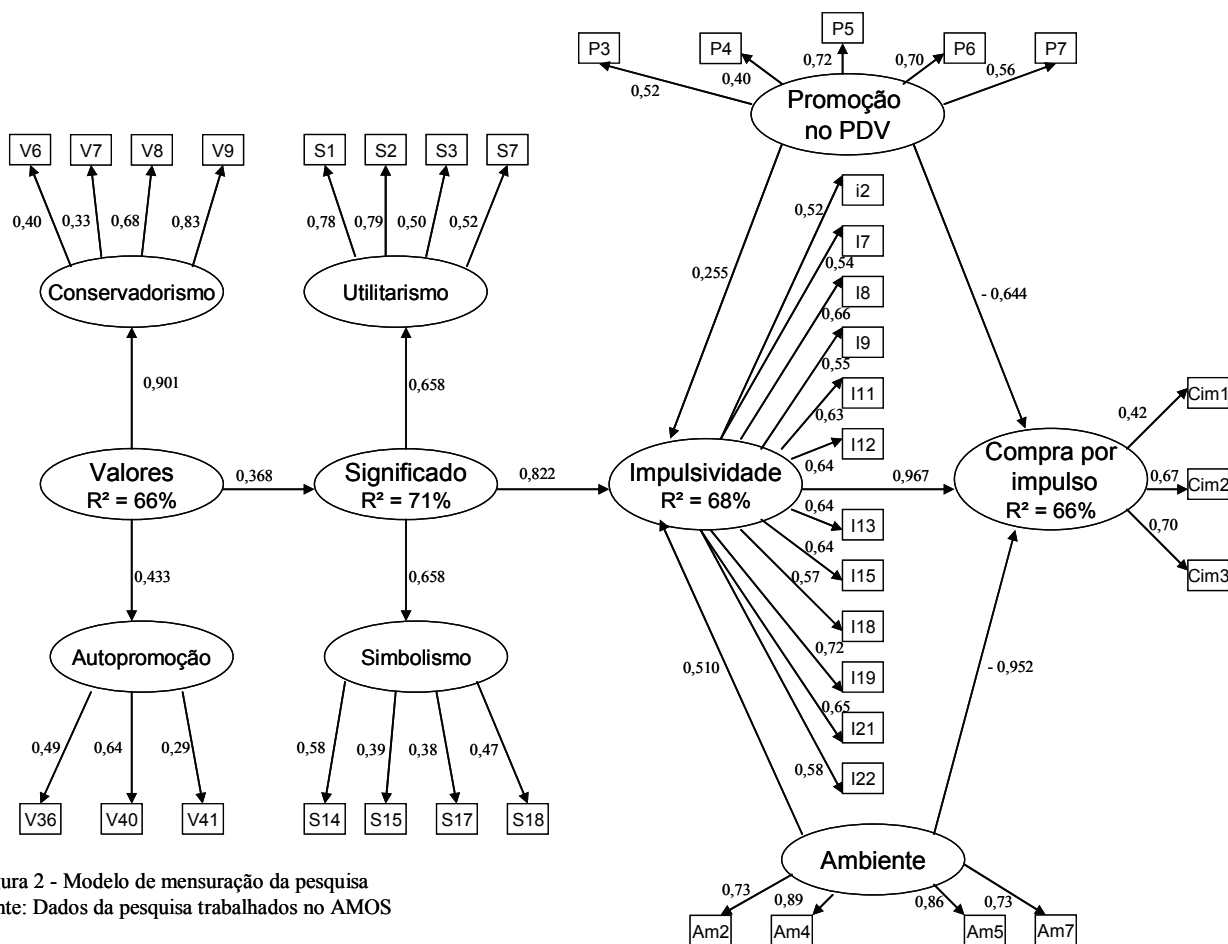 P3
P4
P5
P6
P7
0,52
0,40
0,72
0,70
0,56
Promoção
no PDV
V6
V7
V8
V9
0,40
0,33
0,68
0,83
Conservadorismo
S1
S2
S3
S7
0,78
0,79
0,50
0,52
Utilitarismo
0,901
0,658
Valores
R² = 66%
0,368
Significado
R² = 71%
0,822
0,433
0,658
Autopromoção
Simbolismo
0,49
0,64
0,29
V36
V40
V41
0,58
0,39
0,38
0,47
S14
S15
S17
S18
0,255
- 0,644
i2
0,52
I7
0,54
I8
0,66
I9
0,55
I11
0,63
I12
0,64
Impulsividade
R² = 68%
0,967
Compra por
impulso
R² = 66%
0,42
Cim1
0,67
Cim2
0,70
Cim3
I13
0,64
I15
0,64
I18
0,57
I19
0,72
I21
0,65
I22
0,58
0,510
- 0,952
Ambiente
0,73
0,89
0,86
0,73
Am2
Am4
Am5
Am7
ura 2 - Modelo de mensuração da pesquisa
nte: Dados da pesquisa trabalhados no AMOS